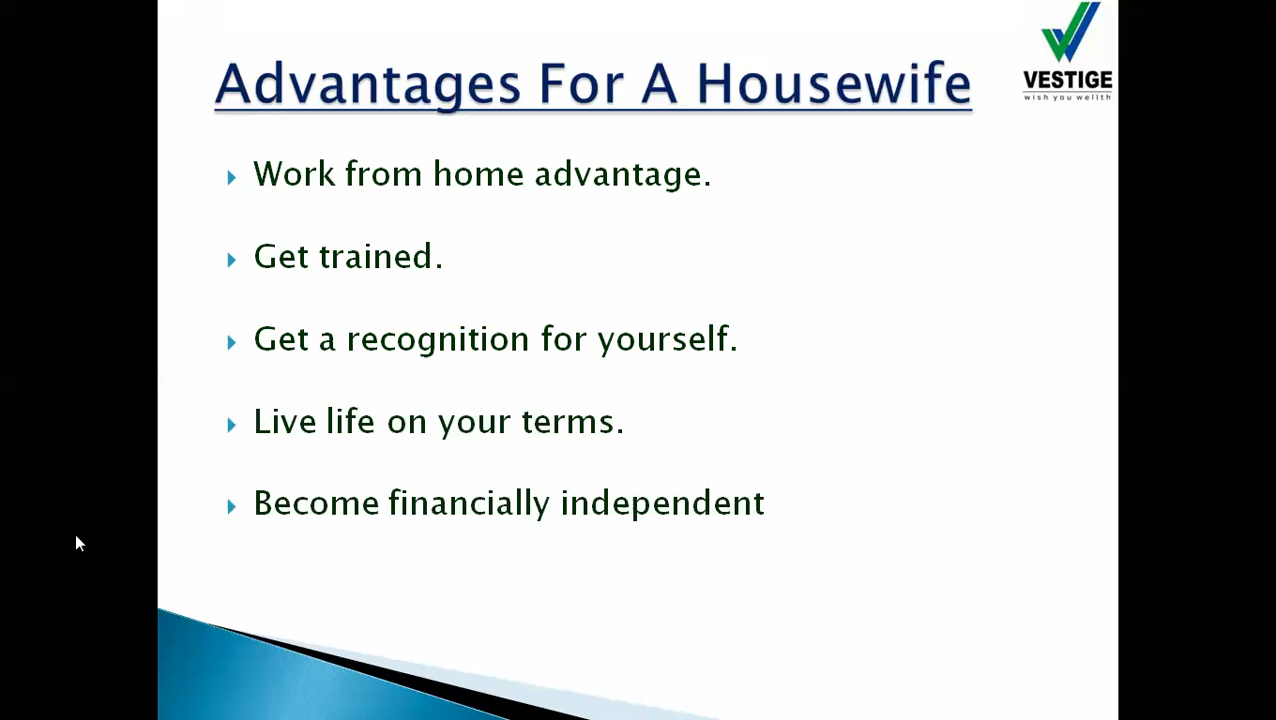 Advantages For A Housewife
VESTIGE
wish you wellth
Work from home advantage.
Get trained.
Get a recognition for yourself.
Live life on your terms.
Become financially independent